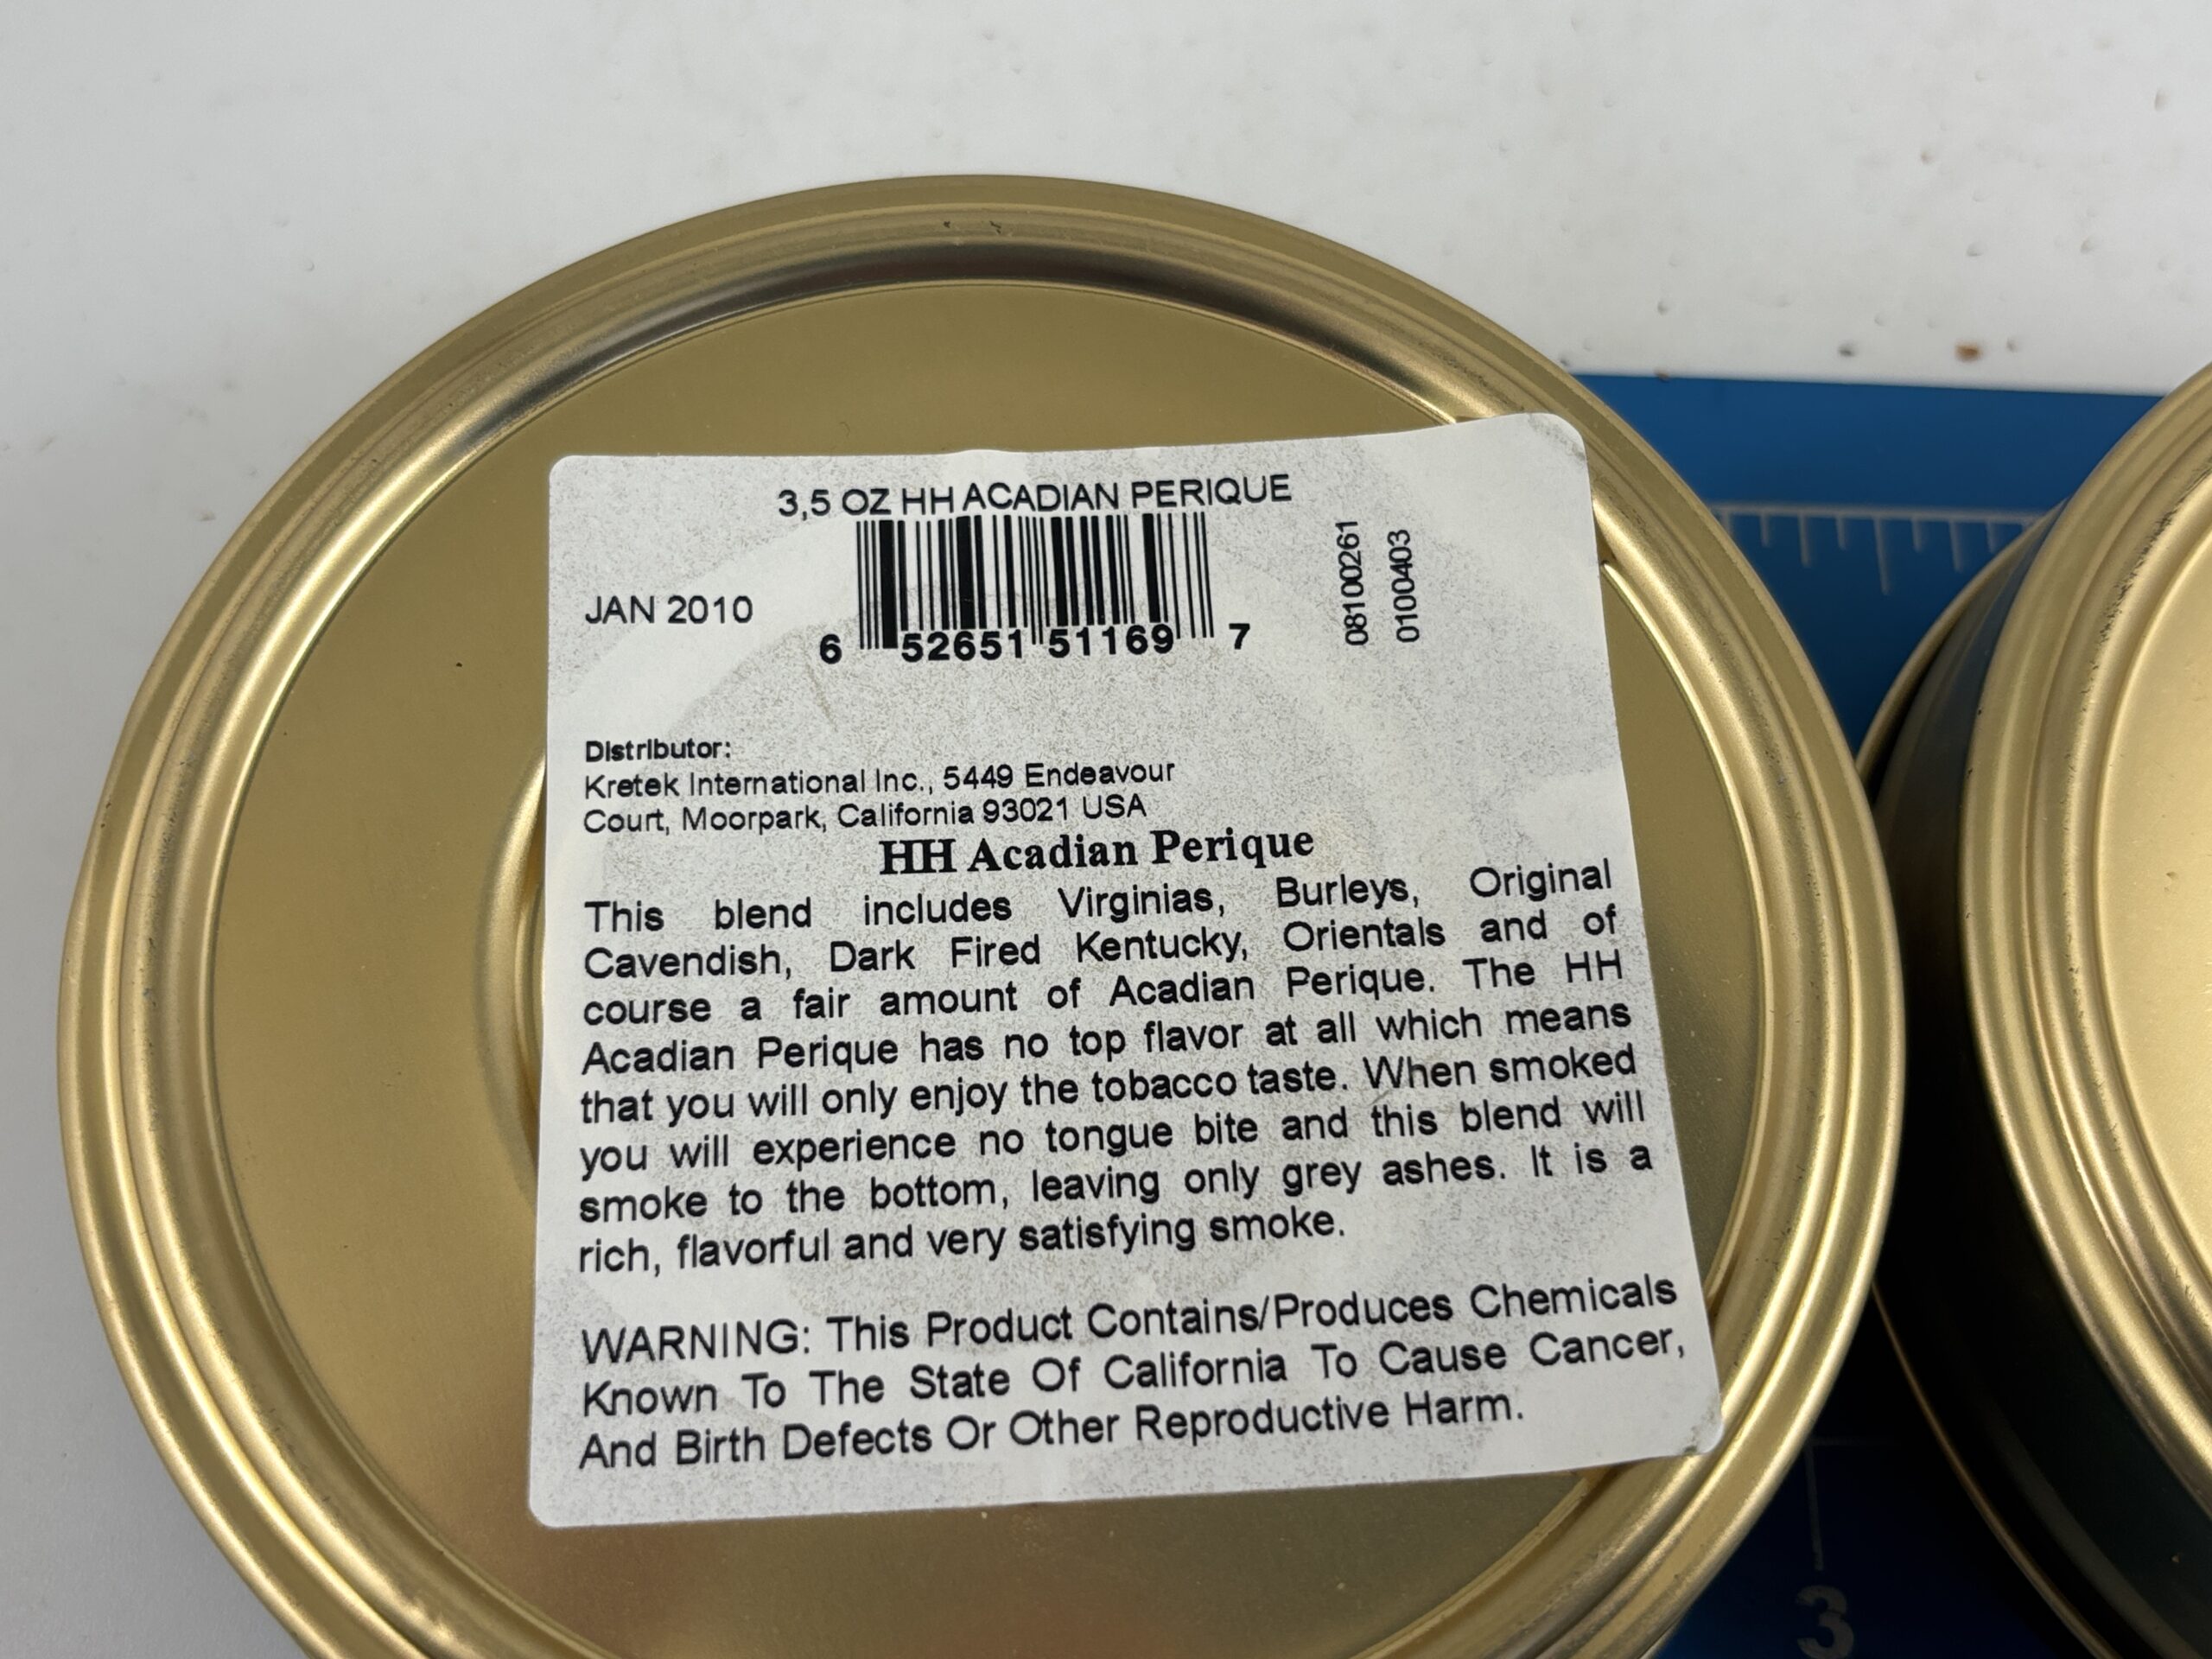 3,5 OZ HH ACADIAN PERIQUE
JAN 2010
6 52651 51169 7
08100261
0100403
Distributor:
Kretek International Inc., 5449 Endeavour
Court, Moorpark, California 93021 USA
HH Acadian Perique
This blend includes Virginias, Burleys, Original
Cavendish, Dark Fired Kentucky, Orientals and of
course a fair amount of Acadian Perique. The HH
Acadian Perique has no top flavor at all which means
that you will only enjoy the tobacco taste. When smoked
you will experience no tongue bite and this blend will
smoke to the bottom, leaving only grey ashes. It is a
rich, flavorful and very satisfying smoke.
WARNING: This Product Contains/Produces Chemicals
Known To The State Of California To Cause Cancer,
And Birth Defects Or Other Reproductive Harm.
3